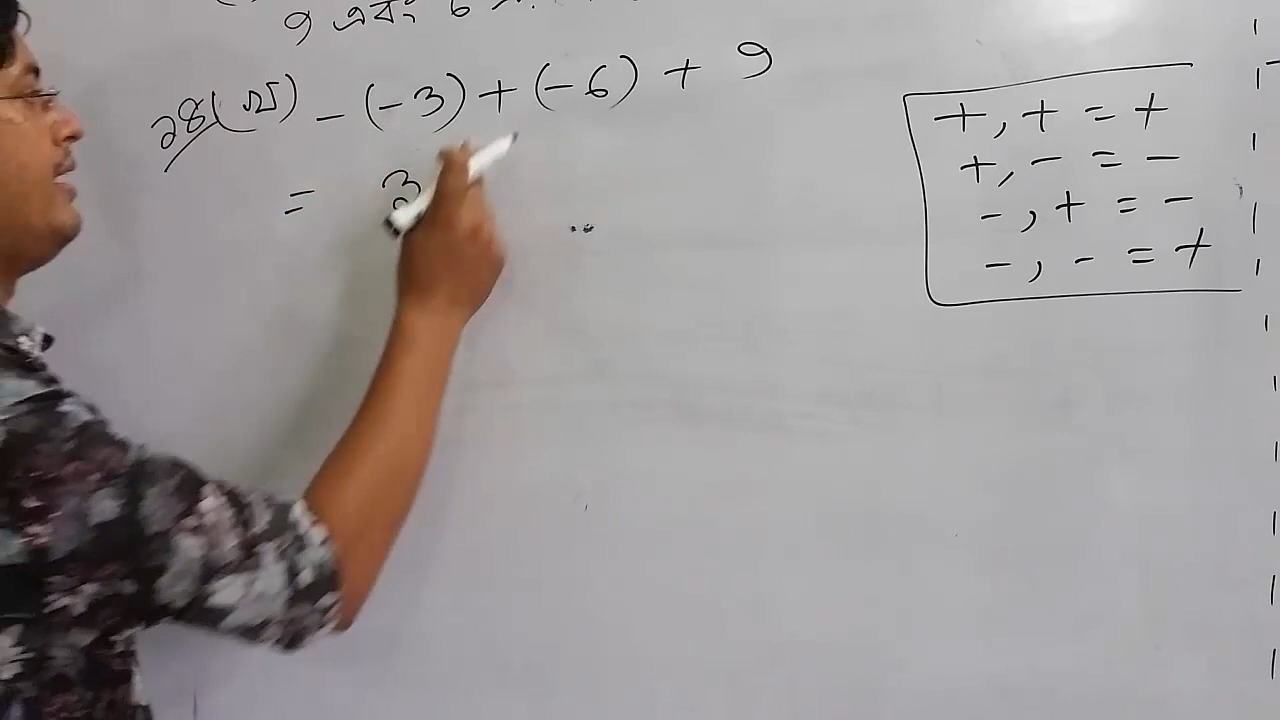 ৭ এবং ৬
২৪(ঘ) - (-3) + (-6) + 9
= 3
+, + = +
+, - = -
-, + = -
-, - = +